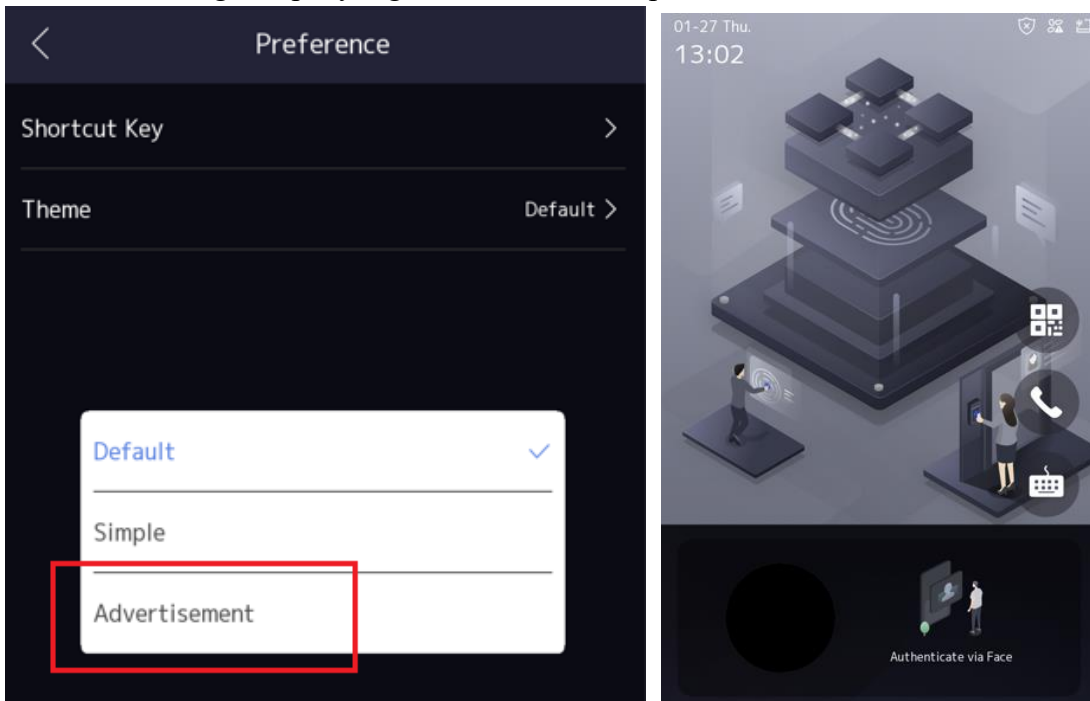 Preference
Shortcut Key
Theme Default
Default
Simple
Advertisement
01-27 Thu.
13:02
Authenticate via Face